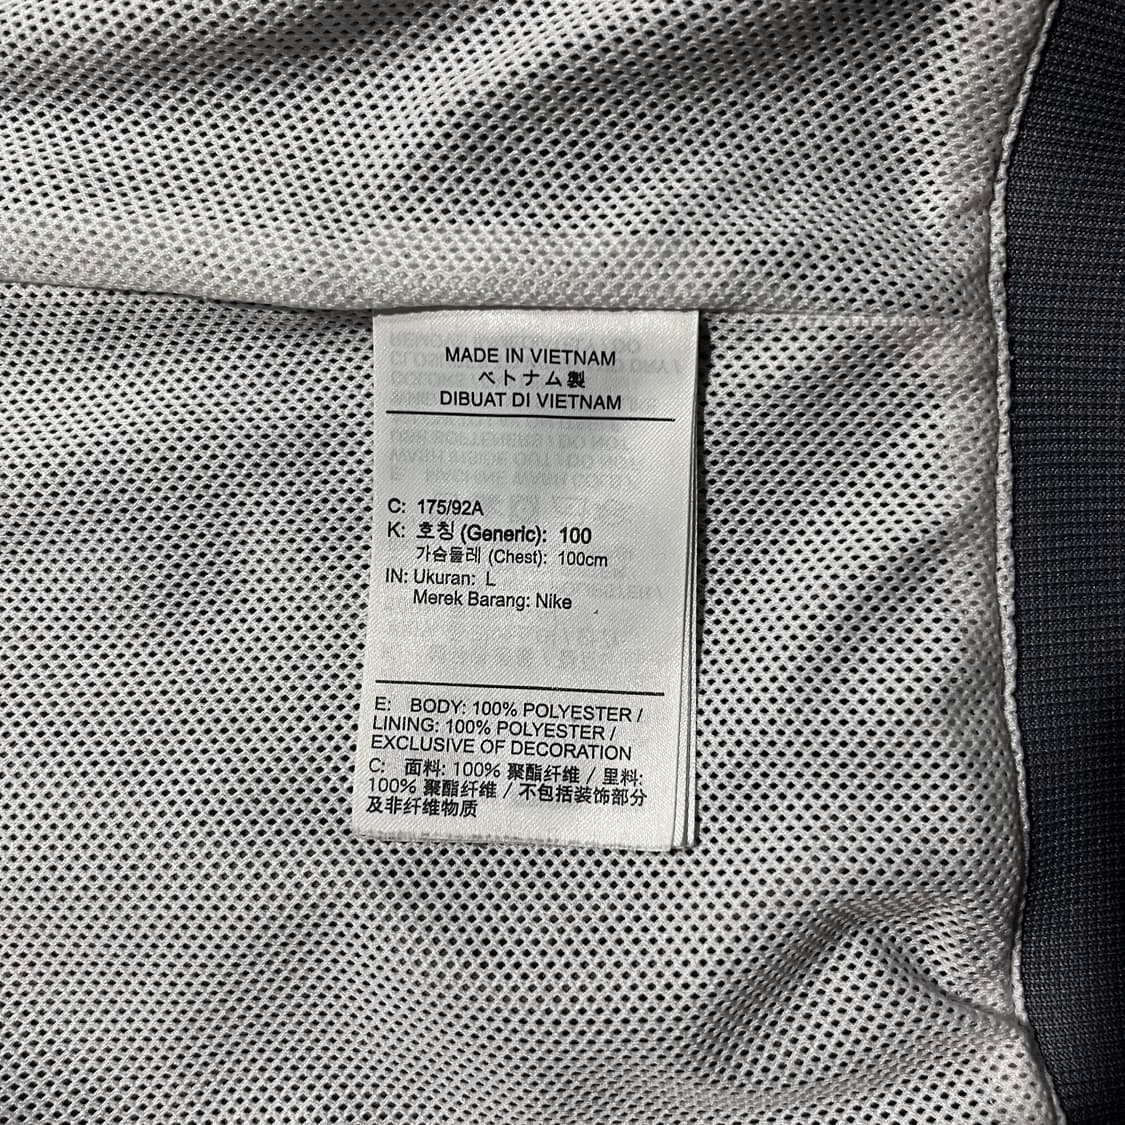 MADE IN VIETNAM
ベトナム製
DIBUAT DI VIETNAM
C: 175/92A
K: 호칭 (Generic): 100
가슴둘레 (Chest): 100cm
IN: Ukuran: L
Merek Barang: Nike
E: BODY: 100% POLYESTER /
LINING: 100% POLYESTER /
EXCLUSIVE OF DECORATION
C: 面料: 100% 聚酯纤维 / 里料:
100% 聚酯纤维 / 不包括装饰部分
及非纤维物质